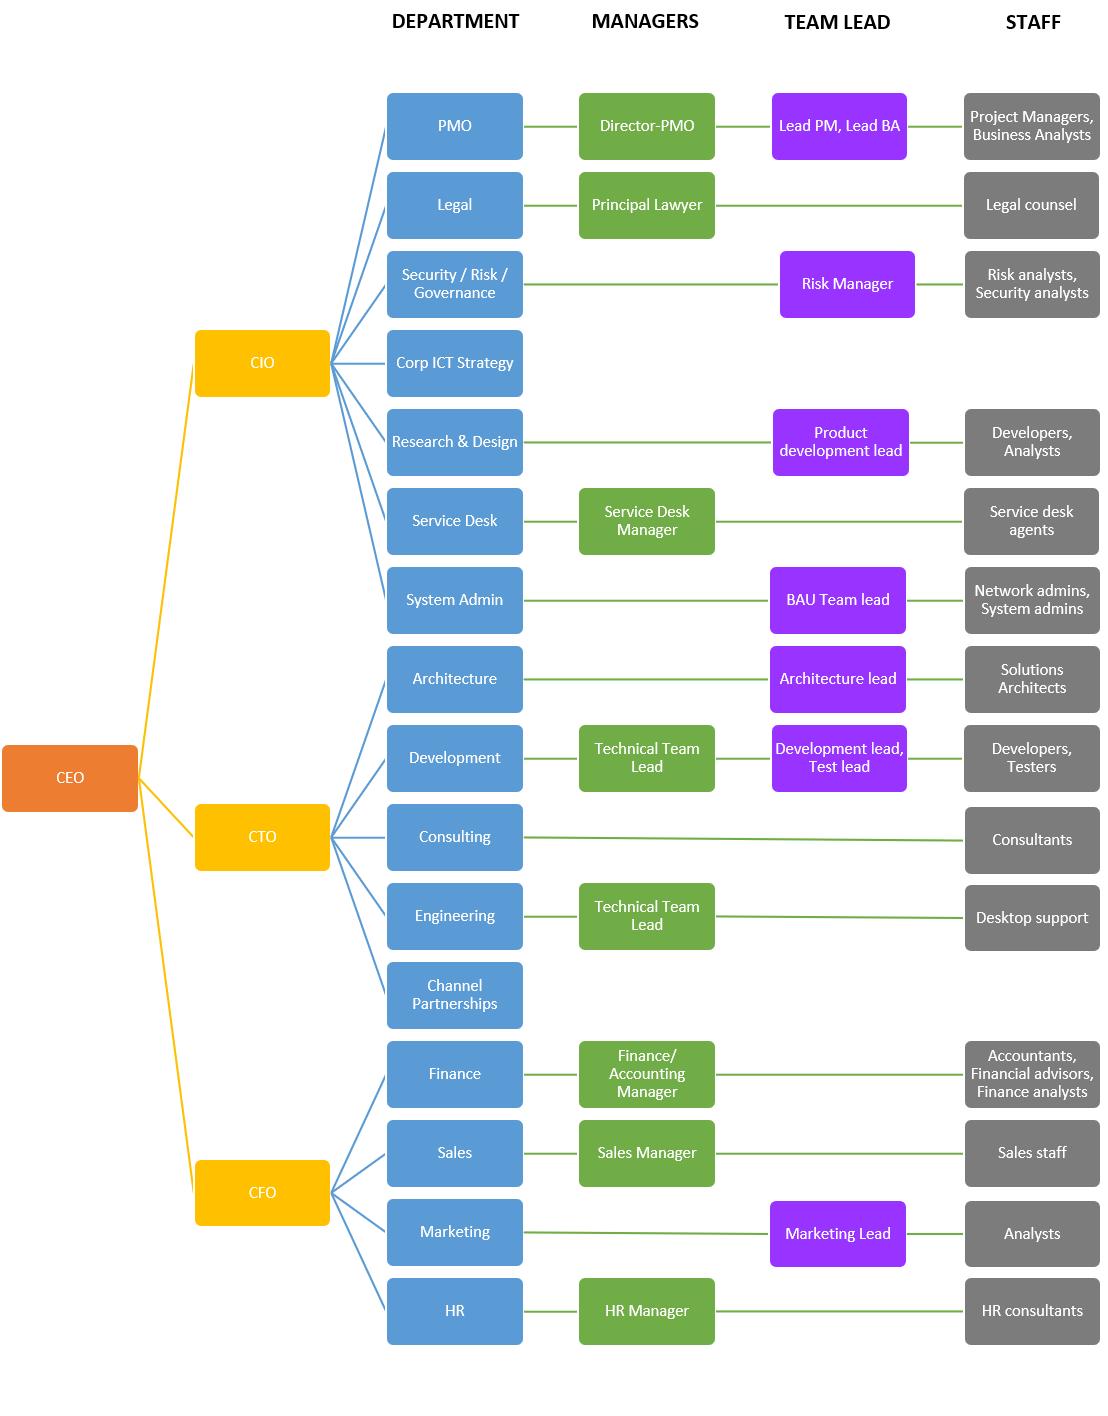 DEPARTMENT MANAGERS TEAM LEAD STAFF
PMO
Director-PMO
Lead PM, Lead BA
Project Managers,
Business Analysts
Legal
Principal Lawyer
Legal counsel
Security / Risk /
Governance
Risk Manager
Risk analysts,
Security analysts
CIO
Corp ICT Strategy
Research & Design
Product
development lead
Developers,
Analysts
Service Desk
Service Desk
Manager
Service desk
agents
System Admin
BAU Team lead
Network admins,
System admins
Architecture
Architecture lead
Solutions
Architects
CEO
Development
Technical Team
Lead
Development lead,
Test lead
Developers,
Testers
CTO
Consulting
Consultants
Engineering
Technical Team
Lead
Desktop support
Channel
Partnerships
Finance
Finance/
Accounting
Manager
Accountants,
Financial advisors,
Finance analysts
Sales
Sales Manager
Sales staff
CFO
Marketing
Marketing Lead
Analysts
HR
HR Manager
HR consultants